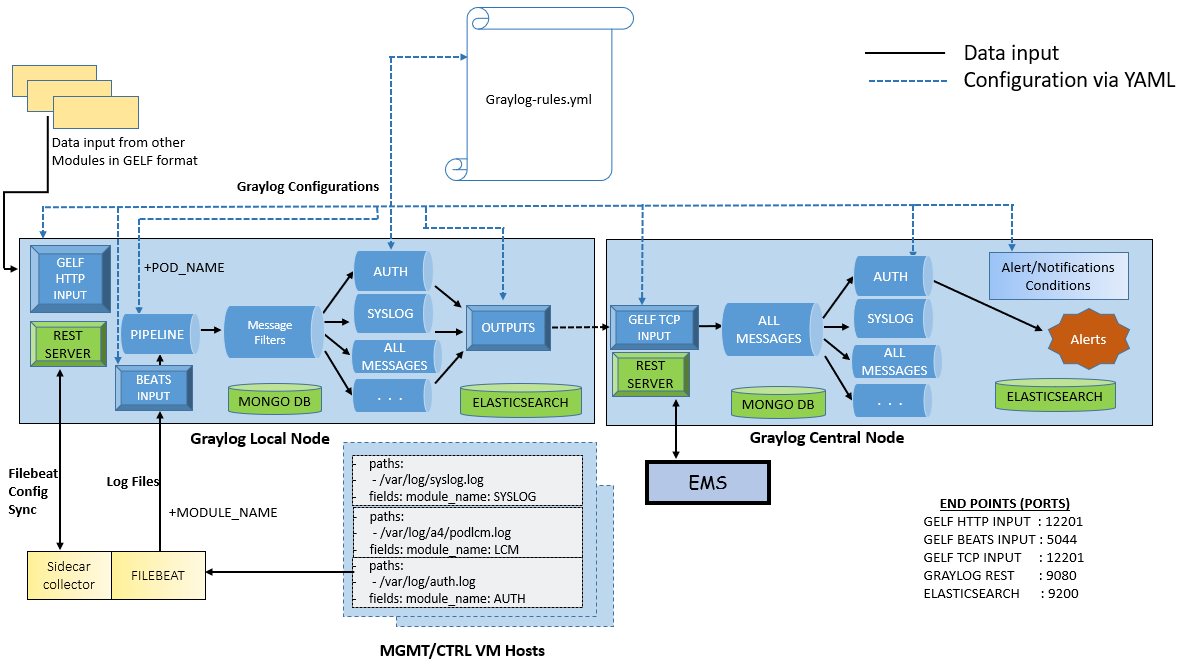 Graylog-rules.yml
Data input
Configuration via YAML
Data input from other
Modules in GELF format
Graylog Configurations
GELF
HTTP
INPUT
+POD_NAME
REST
SERVER
PIPELINE
BEATS
INPUT
Message
Filters
AUTH
SYSLOG
ALL
MESSAGES
. . .
OUTPUTS
MONGO DB
ELASTICSEARCH
Graylog Local Node
GELF TCP
INPUT
REST
SERVER
ALL
MESSAGES
AUTH
SYSLOG
ALL
MESSAGES
. . .
Alert/Notifications
Conditions
Alerts
MONGO DB
ELASTICSEARCH
Graylog Central Node
EMS
Filebeat
Config
Sync
Log Files
+MODULE_NAME
Sidecar
collector
FILEBEAT
- paths:
- - /var/log/syslog.log
fields: module_name: SYSLOG
- paths:
- - /var/log/a4/podlcm.log
fields: module_name: LCM
- paths:
- - /var/log/auth.log
fields: module_name: AUTH
MGMT/CTRL VM Hosts
END POINTS (PORTS)
GELF HTTP INPUT : 12201
GELF BEATS INPUT : 5044
GELF TCP INPUT : 12201
GRAYLOG REST : 9080
ELASTICSEARCH : 9200